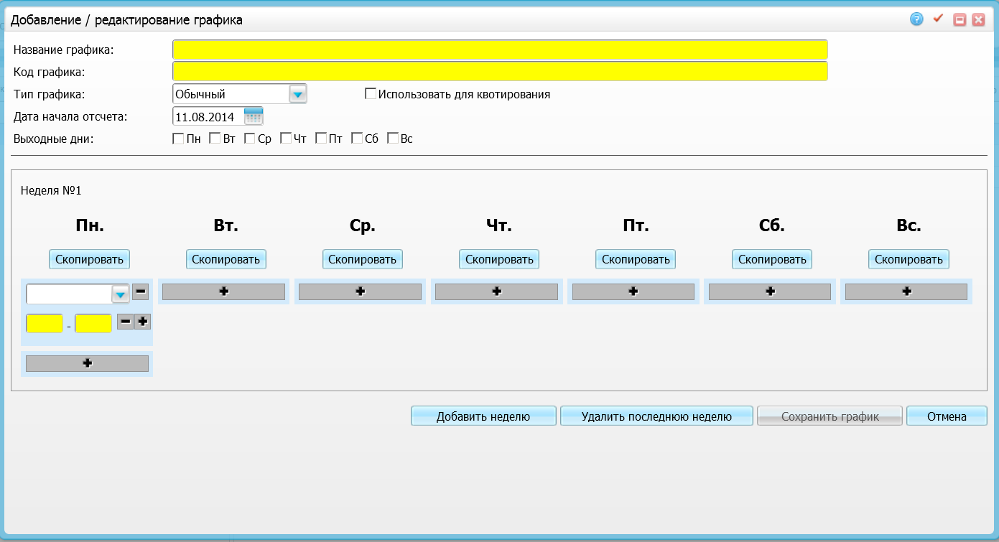 Добавление / редактирование графика
Название графика:
Код графика:
Тип графика: Обычный Использовать для квотирования
Дата начала отсчета: 11.08.2014
Выходные дни: Пн Вт Ср Чт Пт Сб Вс
Неделя №1
Пн. Вт. Ср. Чт. Пт. Сб. Вс.
Скопировать Скопировать Скопировать Скопировать Скопировать Скопировать Скопировать
-
Добавить неделю Удалить последнюю неделю Сохранить график Отмена